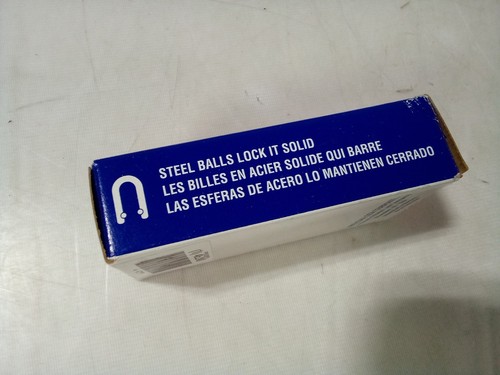 STEEL BALLS LOCK IT SOLID
LES BILLES EN ACIER SOLIDE QUI BARRE
LAS ESFERAS DE ACERO LO MANTIENEN CERRADO